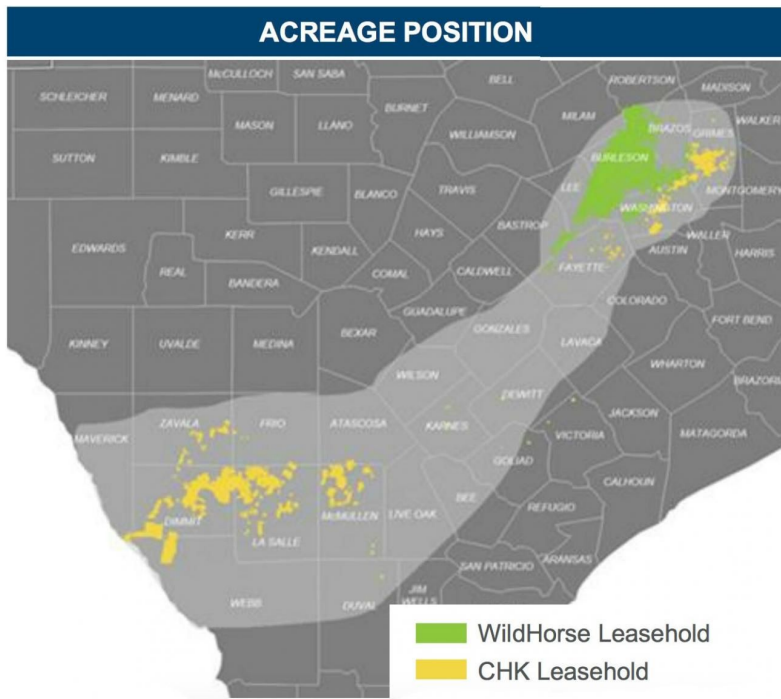 ACREAGE POSITION
McCULLOCH
SAN SABA
BELL
ROBERTSON
MADISON
SCHLEICHER
MENARD
BURNET
MILAM
MASON
LLANO
WILLIAMSON
BRAZOS
GRIMES
WALKER
SUTTON
KIMBLE
BURLESON
GILLESPIE
BLANCO
TRAVIS
LEE
MONTGOMERY
WASHINGTON
HAYS
BASTROP
WALLER
KERR
EDWARDS
KENDALL
AUSTIN
HARRIS
REAL
BANDERA
COMAL
CALDWELL
FAYETTE
COLORADO
GUADALUPE
FORT BEND
KINNEY
UVALDE
MEDINA
BEXAR
GONZALES
LAVACA
WHARTON
WILSON
BRAZORI
DEWITT
MAVERICK
ZAVALA
FRIO
ATASCOSA
KARNES
JACKSON
VICTORIA
MATAGORDA
GOLIAD
CALHOUN
BEE
DIMMIT
McMULLEN
LIVE OAK
REFUGIO
LA SALLE
ARANSAS
SAN PATRICIO
WEBB
DUVAL
JIM
WELLS
WildHorse Leasehold
CHK Leasehold